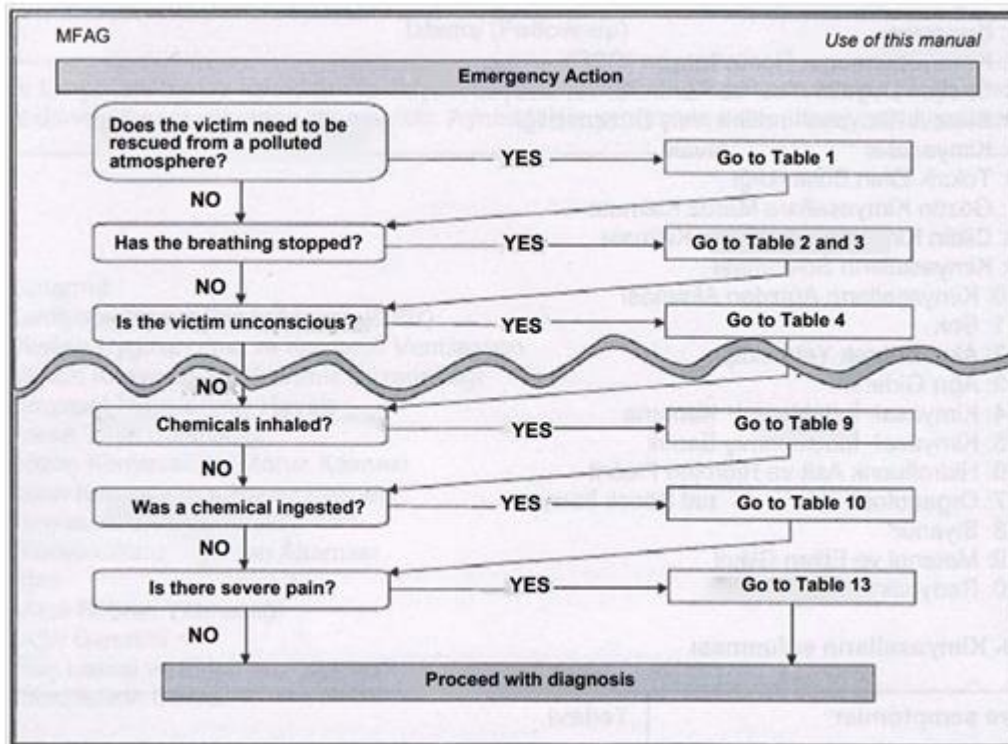 MFAG
Use of this manual
Emergency Action
Does the victim need to be
rescued from a polluted
atmosphere?
YES
Go to Table 1
NO
Has the breathing stopped?
YES
Go to Table 2 and 3
NO
Is the victim unconscious?
YES
Go to Table 4
NO
Chemicals inhaled?
YES
Go to Table 9
NO
Was a chemical ingested?
YES
Go to Table 10
NO
Is there severe pain?
YES
Go to Table 13
NO
Proceed with diagnosis